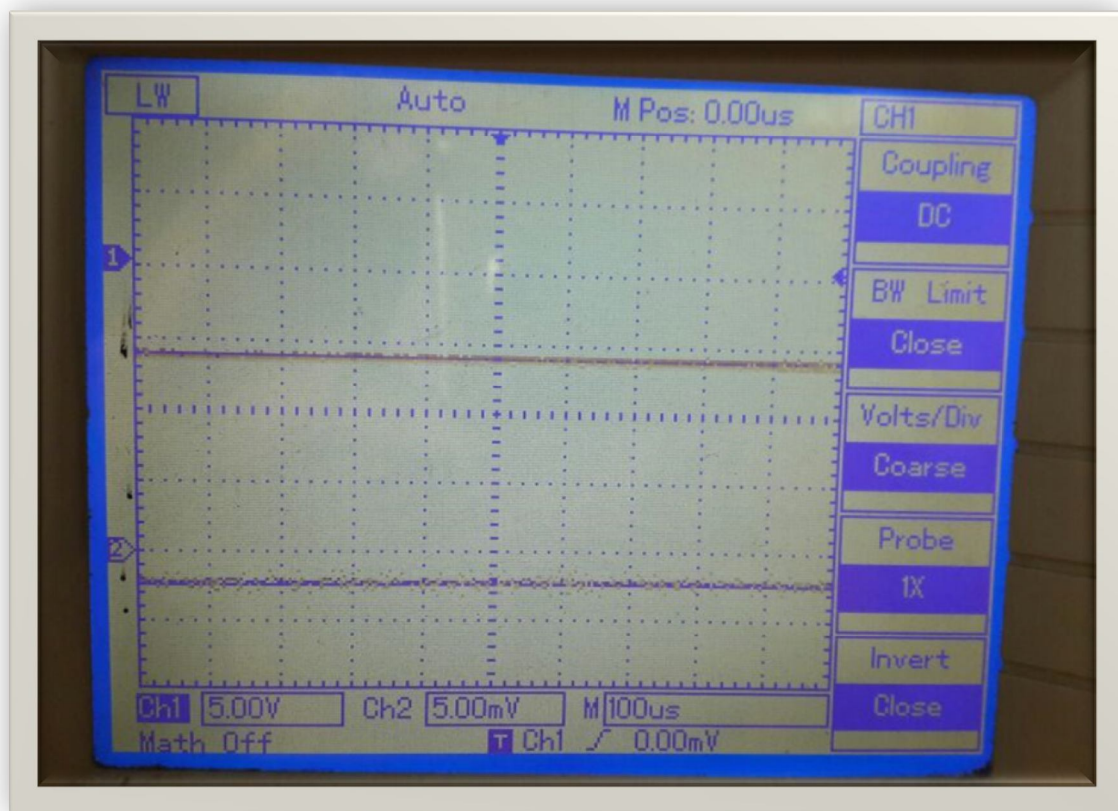 LW Auto M Pos: 0.00us CH1
Coupling
DC
1
BW Limit
Close
Volts/Div
Coarse
2
Probe
1X
Invert
Close
Ch1 5.00V Ch2 5.00mV M 100us
Math Off T Ch1 0.00mV